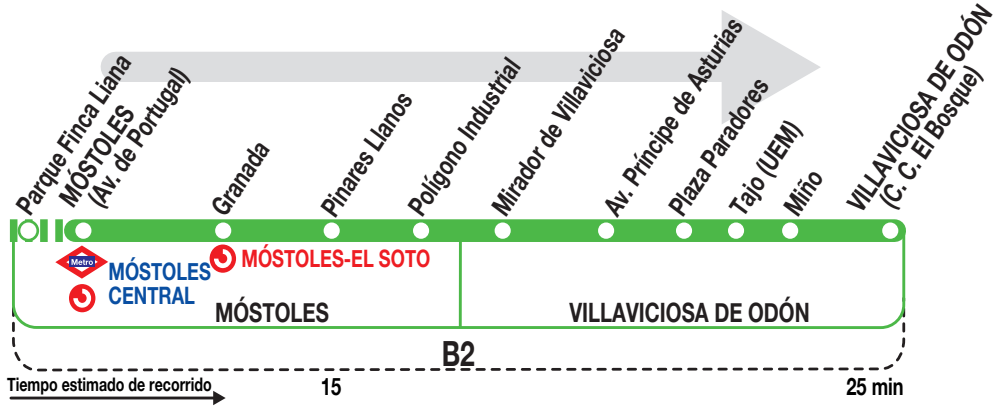 Parque Finca Liana
MÓSTOLES
(Av. de Portugal)
Granada
Pinares Llanos
Polígono Industrial
Mirador de Villaviciosa
Av. Príncipe de Asturias
Plaza Paradores
Tajo (UEM)
Miño
VILLAVICIOSA DE ODÓN
(C. C. El Bosque)
Metro
MÓSTOLES
CENTRAL
MÓSTOLES-EL SOTO
MÓSTOLES
VILLAVICIOSA DE ODÓN
B2
Tiempo estimado de recorrido
15
25 min